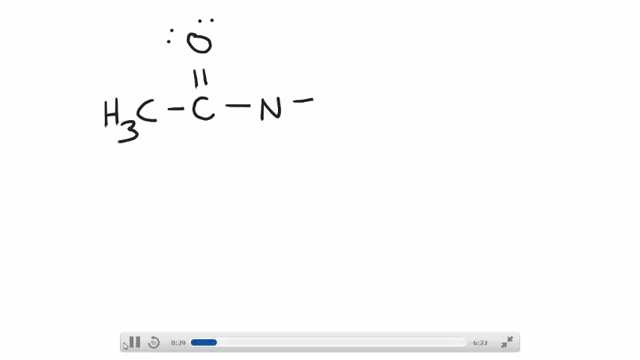 O
||
H₃C – C – N –
0:29 6:22